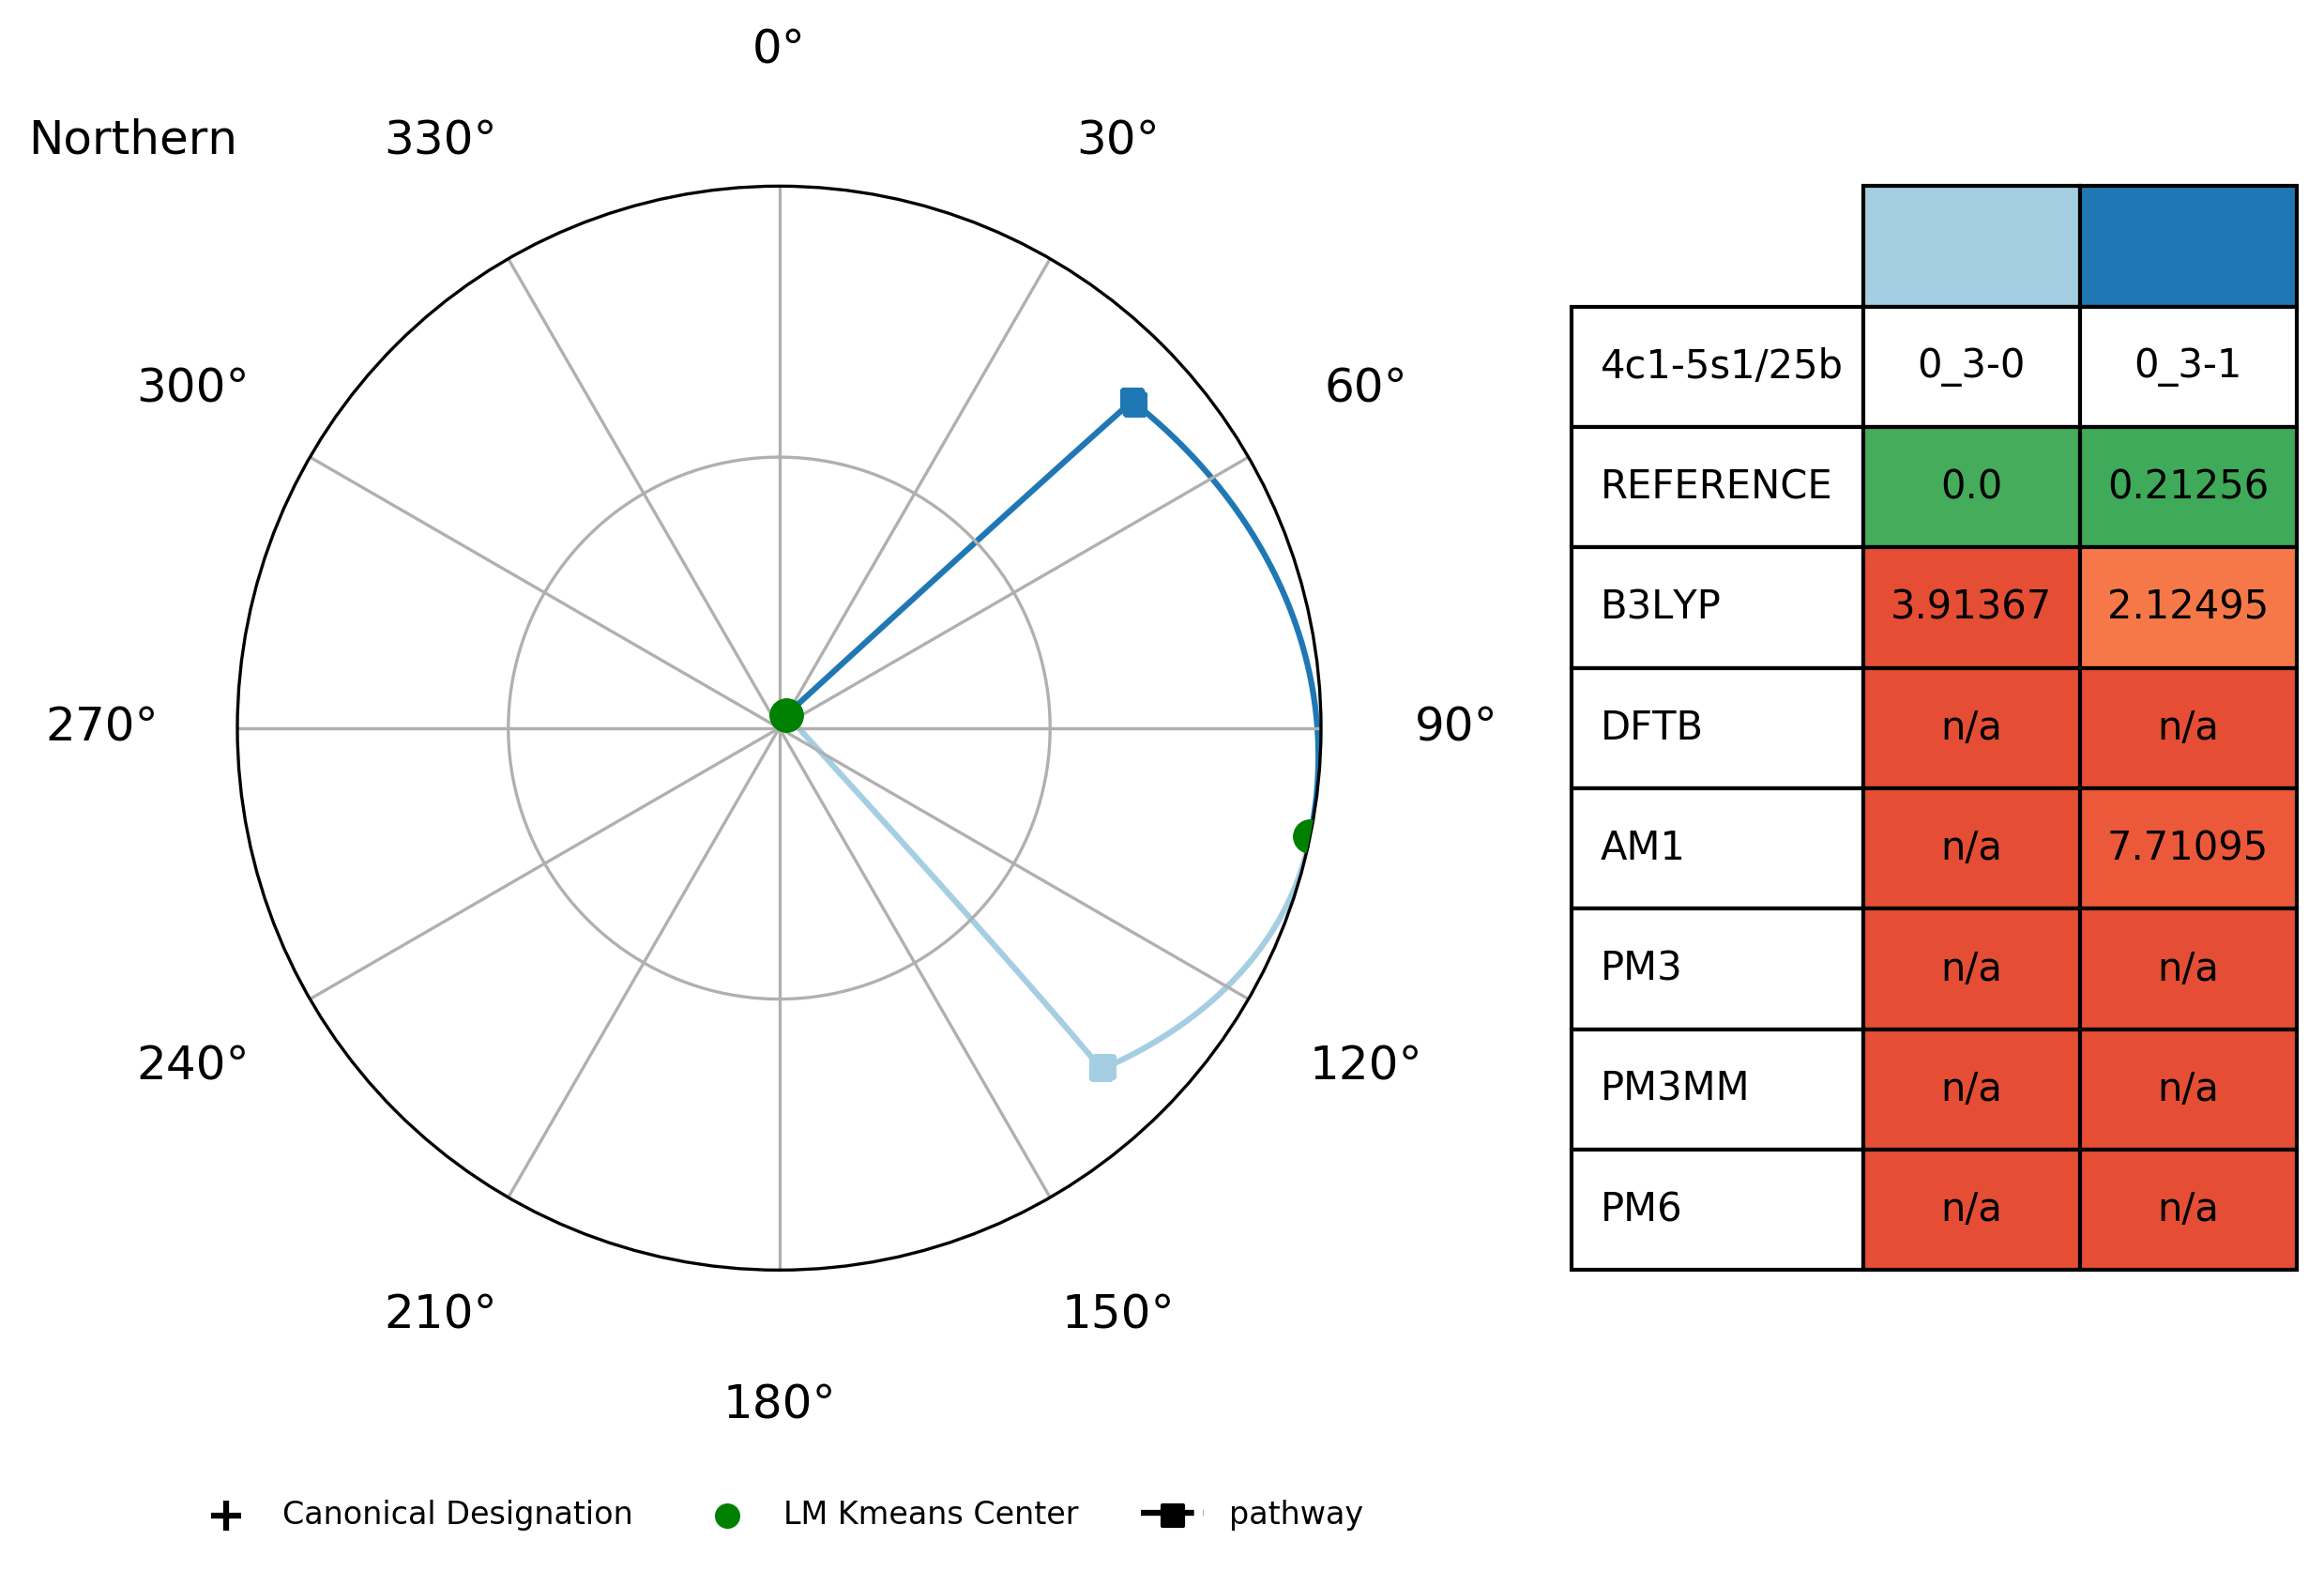 0°
Northern
330°
30°
300°
60°
270°
90°
240°
120°
210°
150°
180°
4c1-5s1/25b 0_3-0 0_3-1
REFERENCE 0.0 0.21256
B3LYP 3.91367 2.12495
DFTB n/a n/a
AM1 n/a 7.71095
PM3 n/a n/a
PM3MM n/a n/a
PM6 n/a n/a
Canonical Designation
LM Kmeans Center
pathway